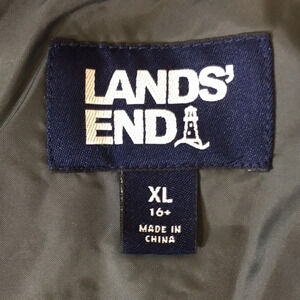 LANDS'
END
XL
16+
MADE IN
CHINA